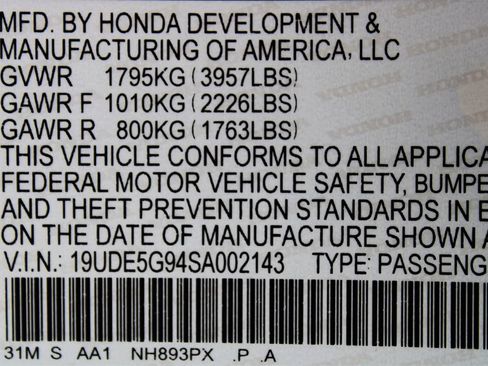 MFD. BY HONDA DEVELOPMENT &
MANUFACTURING OF AMERICA, LLC
GVWR 1795KG (3957LBS)
GAWR F 1010KG (2226LBS)
GAWR R 800KG (1763LBS)
THIS VEHICLE CONFORMS TO ALL APPLICA
FEDERAL MOTOR VEHICLE SAFETY, BUMPE
AND THEFT PREVENTION STANDARDS IN E
ON THE DATE OF MANUFACTURE SHOWN A
V.I.N.: 19UDE5G94SA002143 TYPE: PASSENG
31M S AA1 NH893PX .P .A